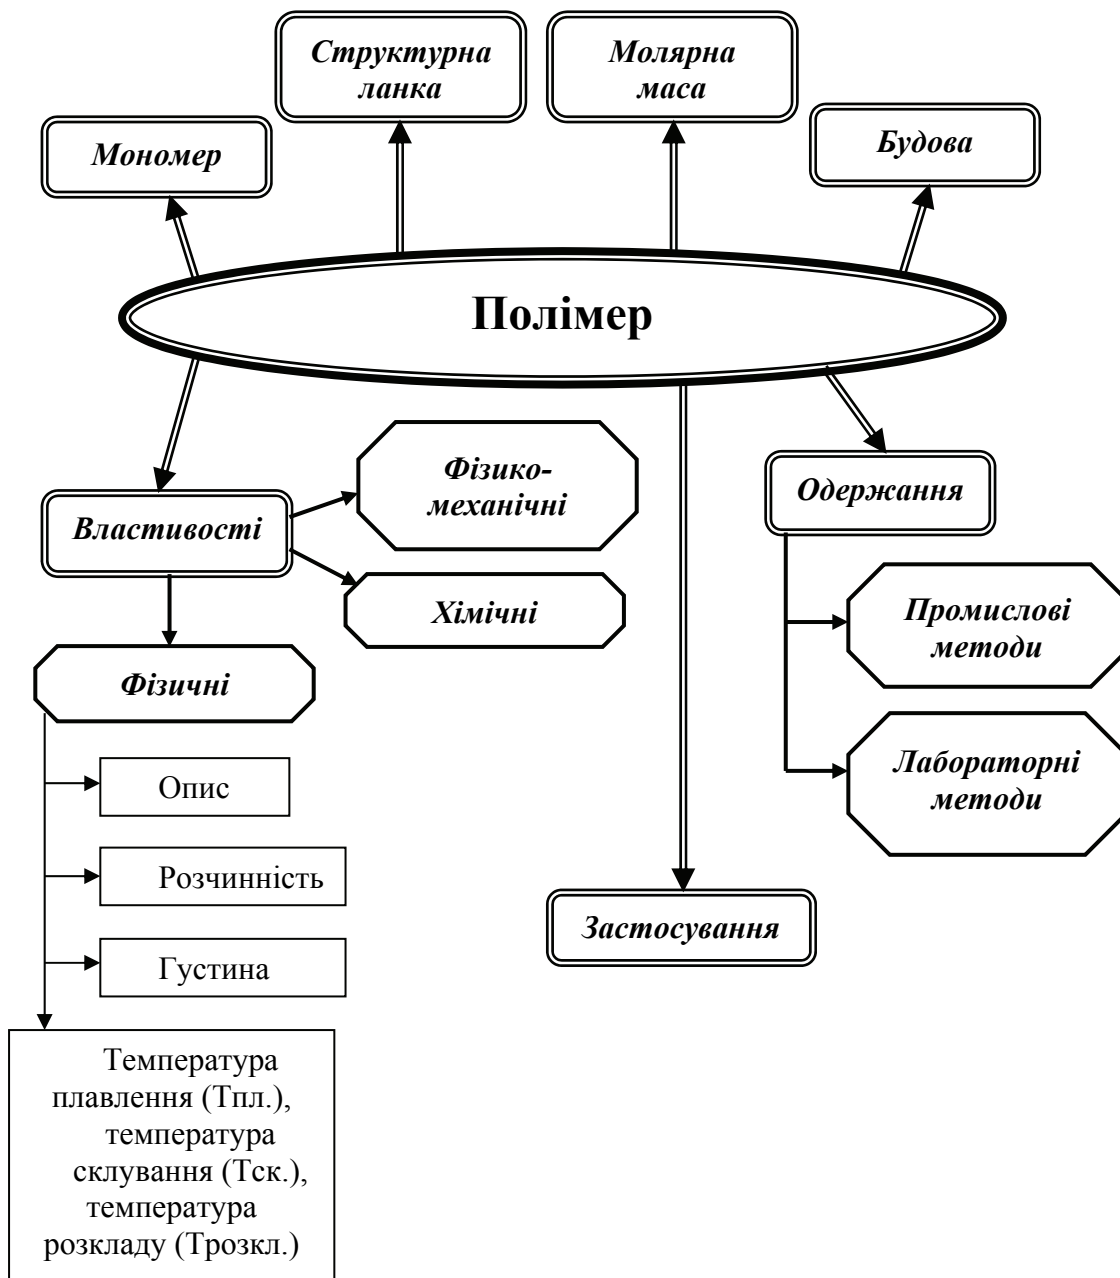 Структурна
ланка
Молярна
маса
Мономер
Будова
Полімер
Фізико-
механічні
Одержання
Властивості
Хімічні
Промислові
методи
Фізичні
Лабораторні
методи
Опис
Розчинність
Застосування
Густина
Температура
плавлення (Тпл.),
температура
склування (Тск.),
температура
розкладу (Трозкл.)